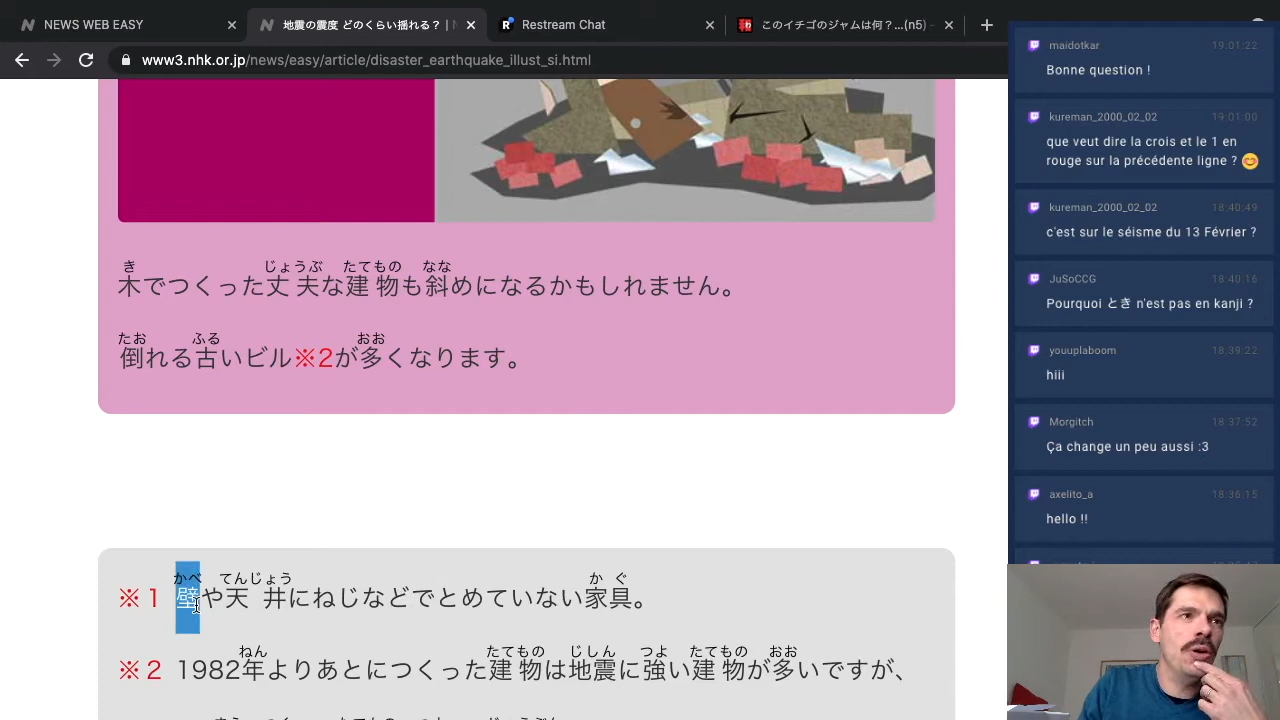 NEWS WEB EASY
地震の震度 どのくらい揺れる？ | N
Restream Chat
このイチゴのジャムは何？...(n5) -
www3.nhk.or.jp/news/easy/article/disaster_earthquake_illust_si.html
き じょうぶ たてもの なな
木でつくった丈夫な建物も斜めになるかもしれません。
たお ふる おお
倒れる古いビル※2が多くなります。
かべ てんじょう か ぐ
※１ 壁や天井にねじなどでとめていない家具。
ねん たてもの じしん つよ たてもの おお
※２ 1982年よりあとにつくった建物は地震に強い建物が多いですが、
maidotkar 19:01:22
Bonne question !
kureman_2000_02_02 19:01:00
que veut dire la crois et le 1 en
rouge sur la précédente ligne ? 😊
kureman_2000_02_02 18:40:49
c'est sur le séisme du 13 Février ?
JuSoCCG 18:40:16
Pourquoi とき n'est pas en kanji ?
youuplaboom 18:39:22
hiii
Morgitch 18:37:52
Ça change un peu aussi :3
axelito_a 18:36:15
hello !!